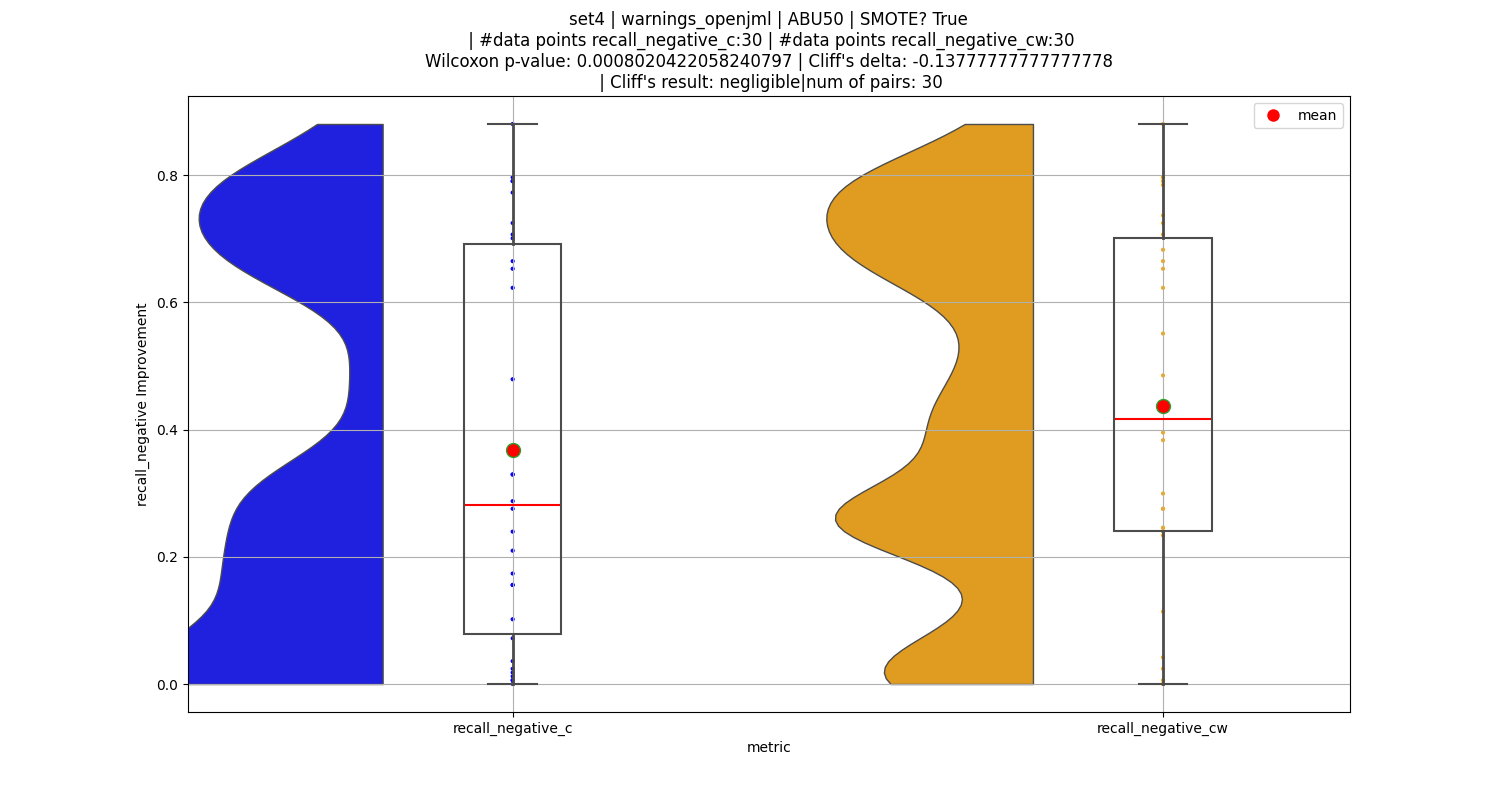 set4 | warnings_openjml | ABU50 | SMOTE? True
| #data points recall_negative_c:30 | #data points recall_negative_cw:30
Wilcoxon p-value: 0.0008020422058240797 | Cliff's delta: -0.13777777777777778
| Cliff's result: negligible|num of pairs: 30
mean
0.8
0.6
0.4
0.2
0.0
recall_negative Improvement
recall_negative_c
recall_negative_cw
metric